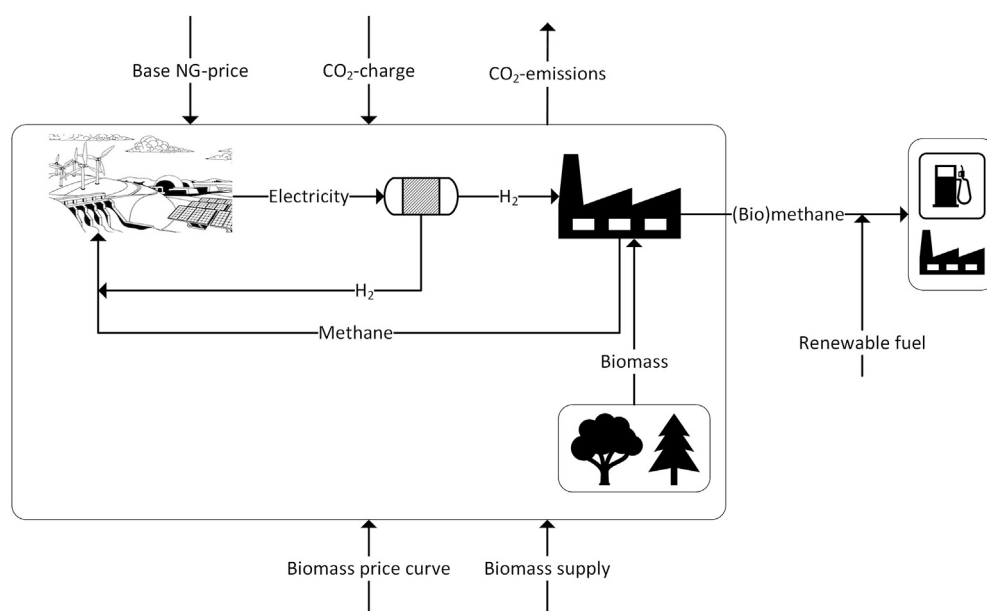 Base NG-price
CO₂-charge
CO₂-emissions
Electricity
H₂
(Bio)methane
H₂
Methane
Renewable fuel
Biomass
Biomass price curve
Biomass supply